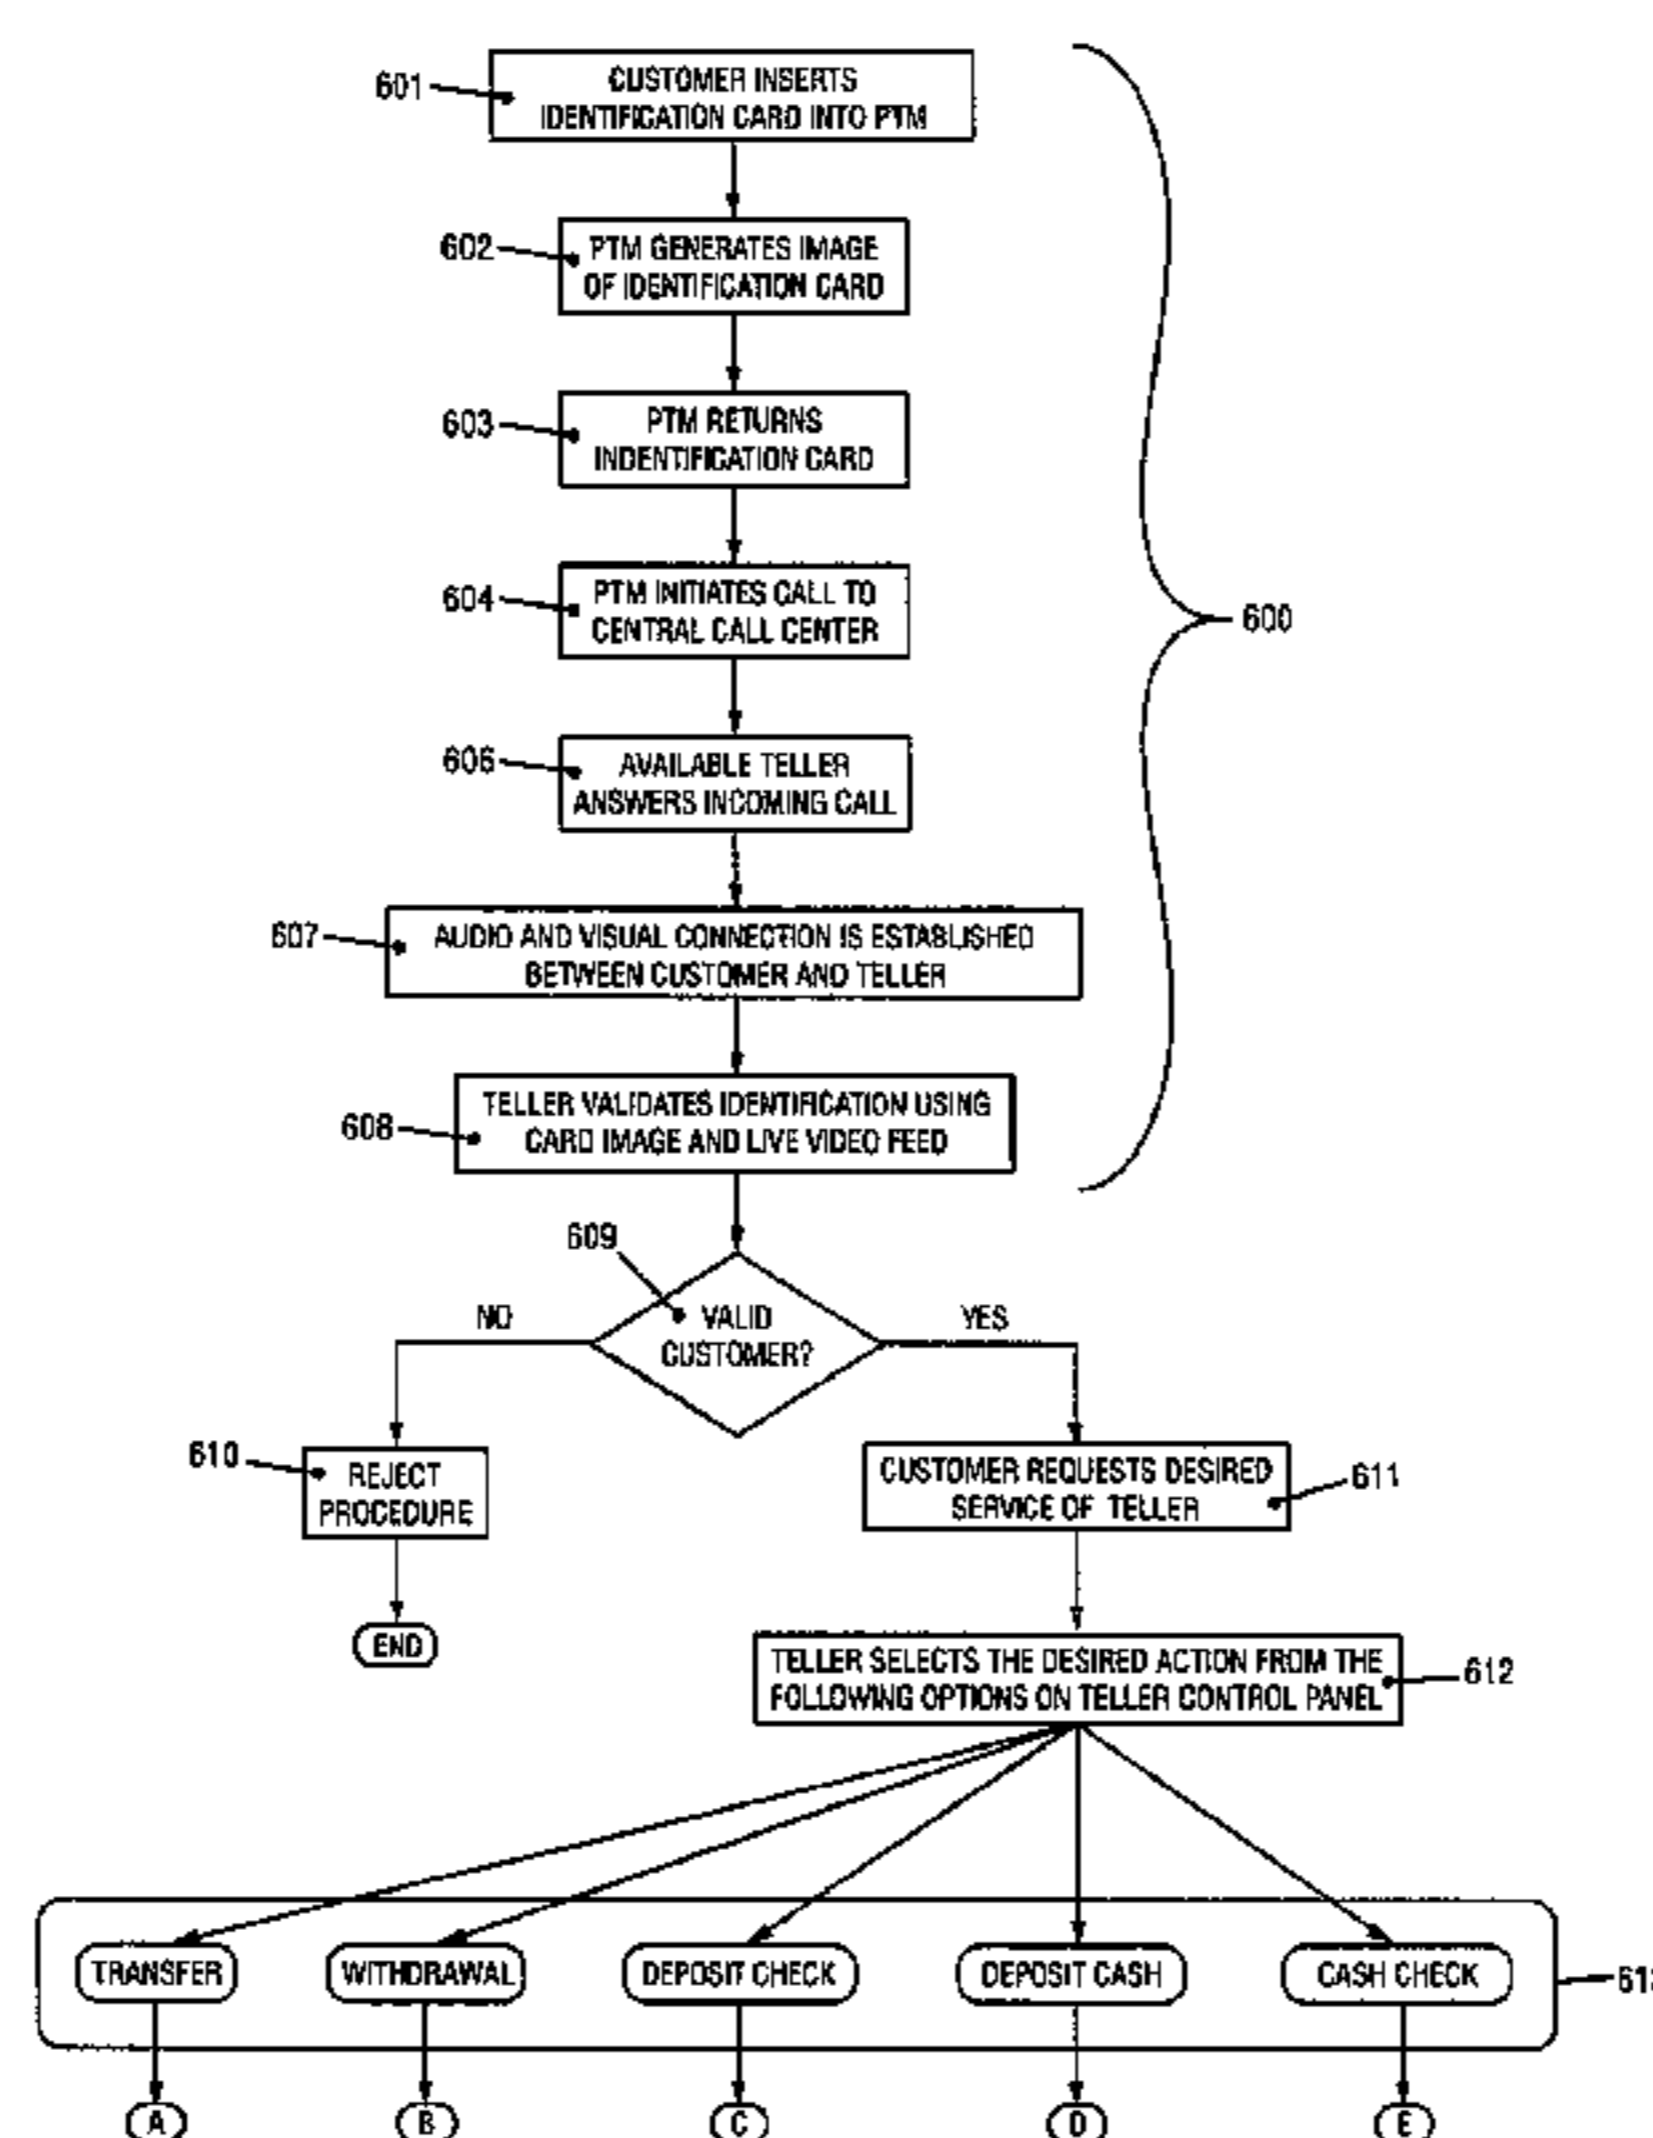 601
CUSTOMER INSERTS
IDENTIFICATION CARD INTO PTM
602
PTM GENERATES IMAGE
OF IDENTIFICATION CARD
603
PTM RETURNS
INDENTIFICATION CARD
604
PTM INITIATES CALL TO
CENTRAL CALL CENTER
600
606
AVAILABLE TELLER
ANSWERS INCOMING CALL
607
AUDIO AND VISUAL CONNECTION IS ESTABLISHED
BETWEEN CUSTOMER AND TELLER
608
TELLER VALIDATES IDENTIFICATION USING
CARD IMAGE AND LIVE VIDEO FEED
609
VALID
CUSTOMER?
NO
YES
610
REJECT
PROCEDURE
END
CUSTOMER REQUESTS DESIRED
SERVICE OF TELLER
611
TELLER SELECTS THE DESIRED ACTION FROM THE
FOLLOWING OPTIONS ON TELLER CONTROL PANEL
612
TRANSFER
WITHDRAWAL
DEPOSIT CHECK
DEPOSIT CASH
CASH CHECK
A
B
C
D
E